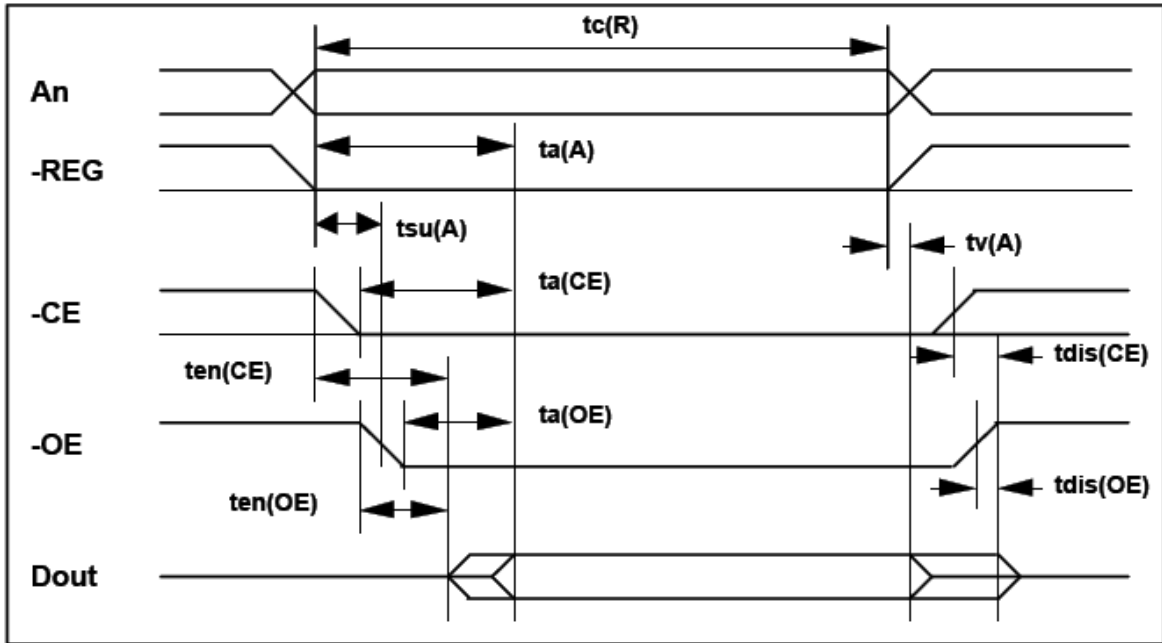 tc(R)
An
ta(A)
-REG
tsu(A)
tv(A)
ta(CE)
-CE
ten(CE)
tdis(CE)
ta(OE)
-OE
ten(OE)
tdis(OE)
Dout